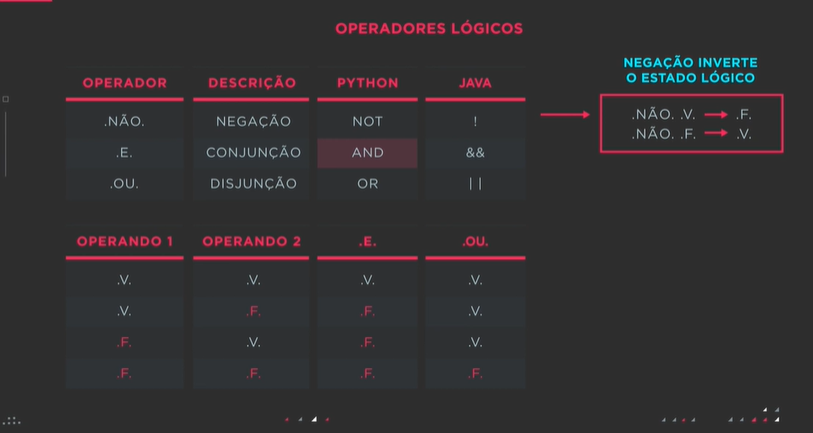 OPERADORES LÓGICOS
OPERADOR DESCRIÇÃO PYTHON JAVA
.NÃO. NEGAÇÃO NOT !
.E. CONJUNÇÃO AND &&
.OU. DISJUNÇÃO OR ||
NEGAÇÃO INVERTE
O ESTADO LÓGICO
.NÃO. .V. → .F.
.NÃO. .F. → .V.
OPERANDO 1 OPERANDO 2 .E. .OU.
.V. .V. .V. .V.
.V. .F. .F. .V.
.F. .V. .F. .V.
.F. .F. .F. .F.